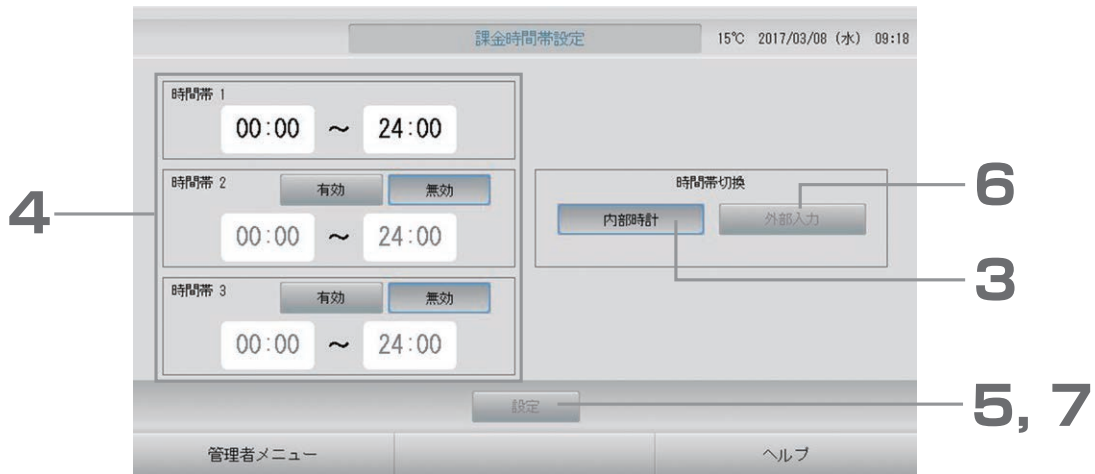 課金時間帯設定 15℃ 2017/03/08 (水) 09:18
時間帯 1
00:00 ～ 24:00
時間帯 2 有効 無効
00:00 ～ 24:00
時間帯 3 有効 無効
00:00 ～ 24:00
4
時間帯切換
内部時計 外部入力
6
3
設定
5, 7
管理者メニュー ヘルプ